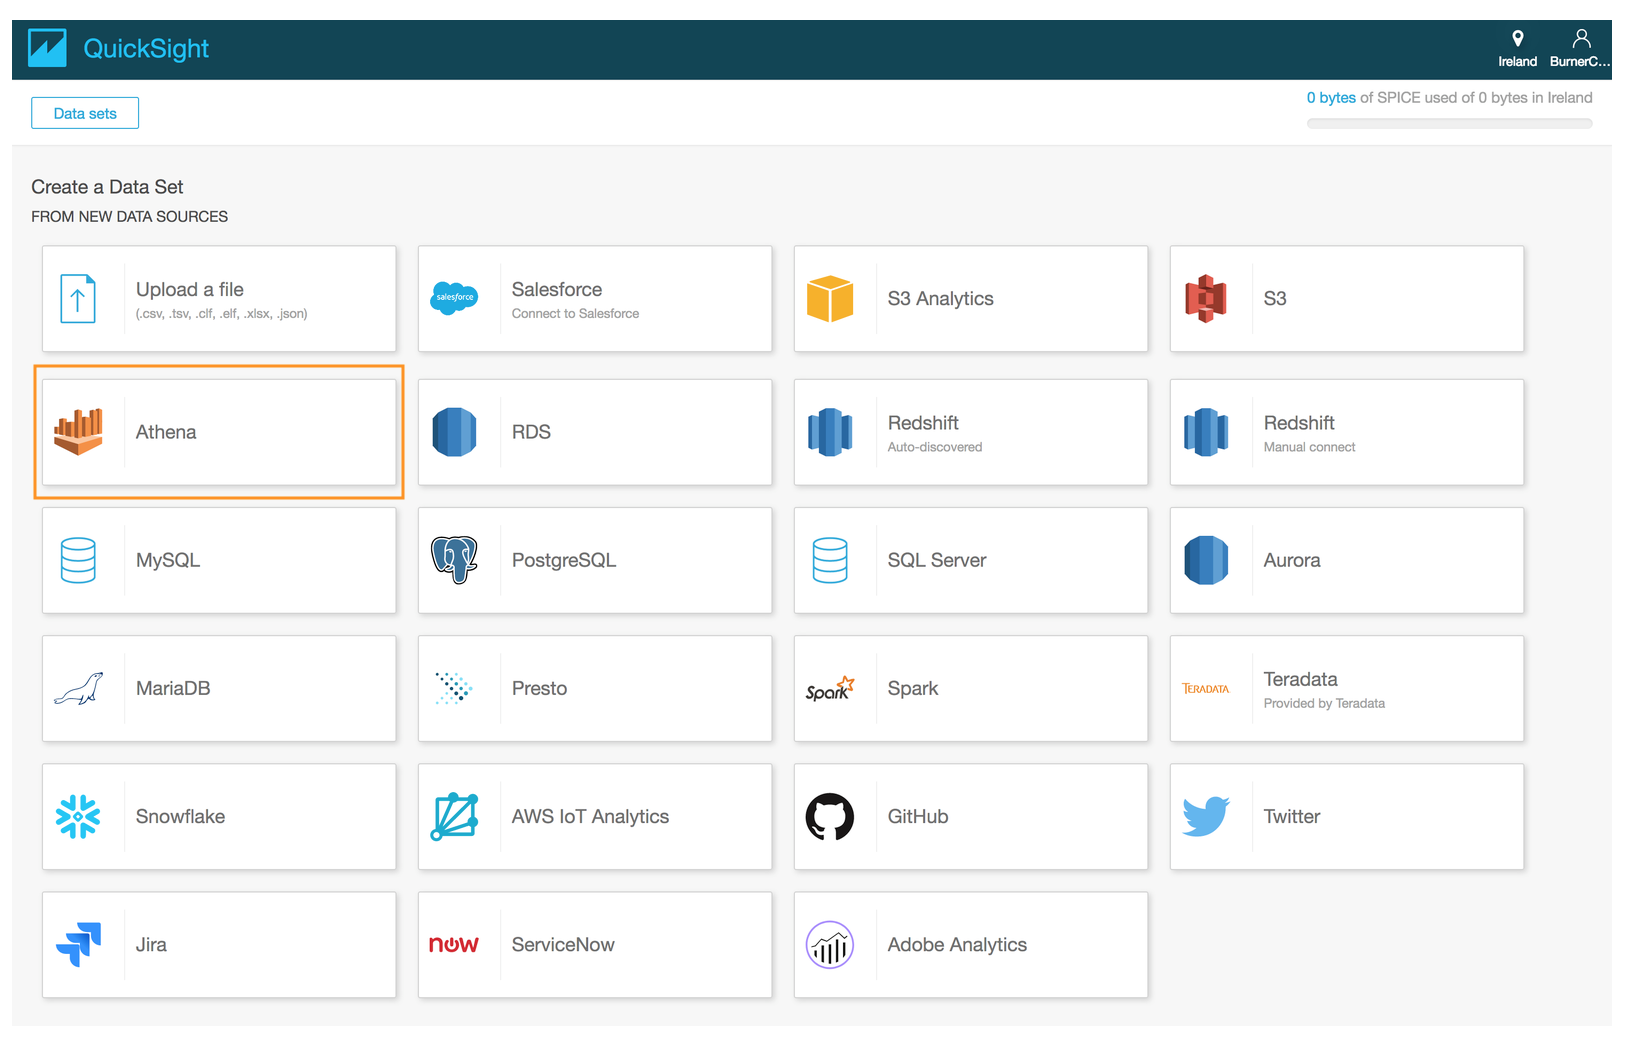 QuickSight
Ireland
BurnerC...
Data sets
0 bytes of SPICE used of 0 bytes in Ireland
Create a Data Set
FROM NEW DATA SOURCES
Upload a file
(.csv, .tsv, .clf, .elf, .xlsx, .json)
salesforce
Salesforce
Connect to Salesforce
S3 Analytics
S3
Athena
RDS
Redshift
Auto-discovered
Redshift
Manual connect
MySQL
PostgreSQL
SQL Server
Aurora
MariaDB
Presto
Spark
Spark
TERADATA
Teradata
Provided by Teradata
Snowflake
AWS IoT Analytics
GitHub
Twitter
Jira
now
ServiceNow
Adobe Analytics